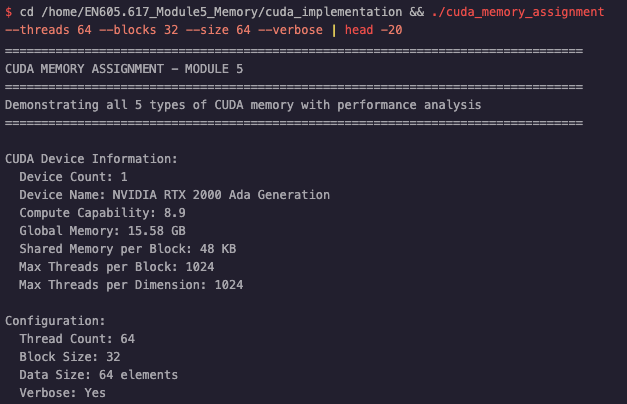 $ cd /home/EN605.617_Module5_Memory/cuda_implementation && ./cuda_memory_assignment
--threads 64 --blocks 32 --size 64 --verbose | head -20
================================================================================
CUDA MEMORY ASSIGNMENT - MODULE 5
================================================================================
Demonstrating all 5 types of CUDA memory with performance analysis
================================================================================
CUDA Device Information:
Device Count: 1
Device Name: NVIDIA RTX 2000 Ada Generation
Compute Capability: 8.9
Global Memory: 15.58 GB
Shared Memory per Block: 48 KB
Max Threads per Block: 1024
Max Threads per Dimension: 1024
Configuration:
Thread Count: 64
Block Size: 32
Data Size: 64 elements
Verbose: Yes